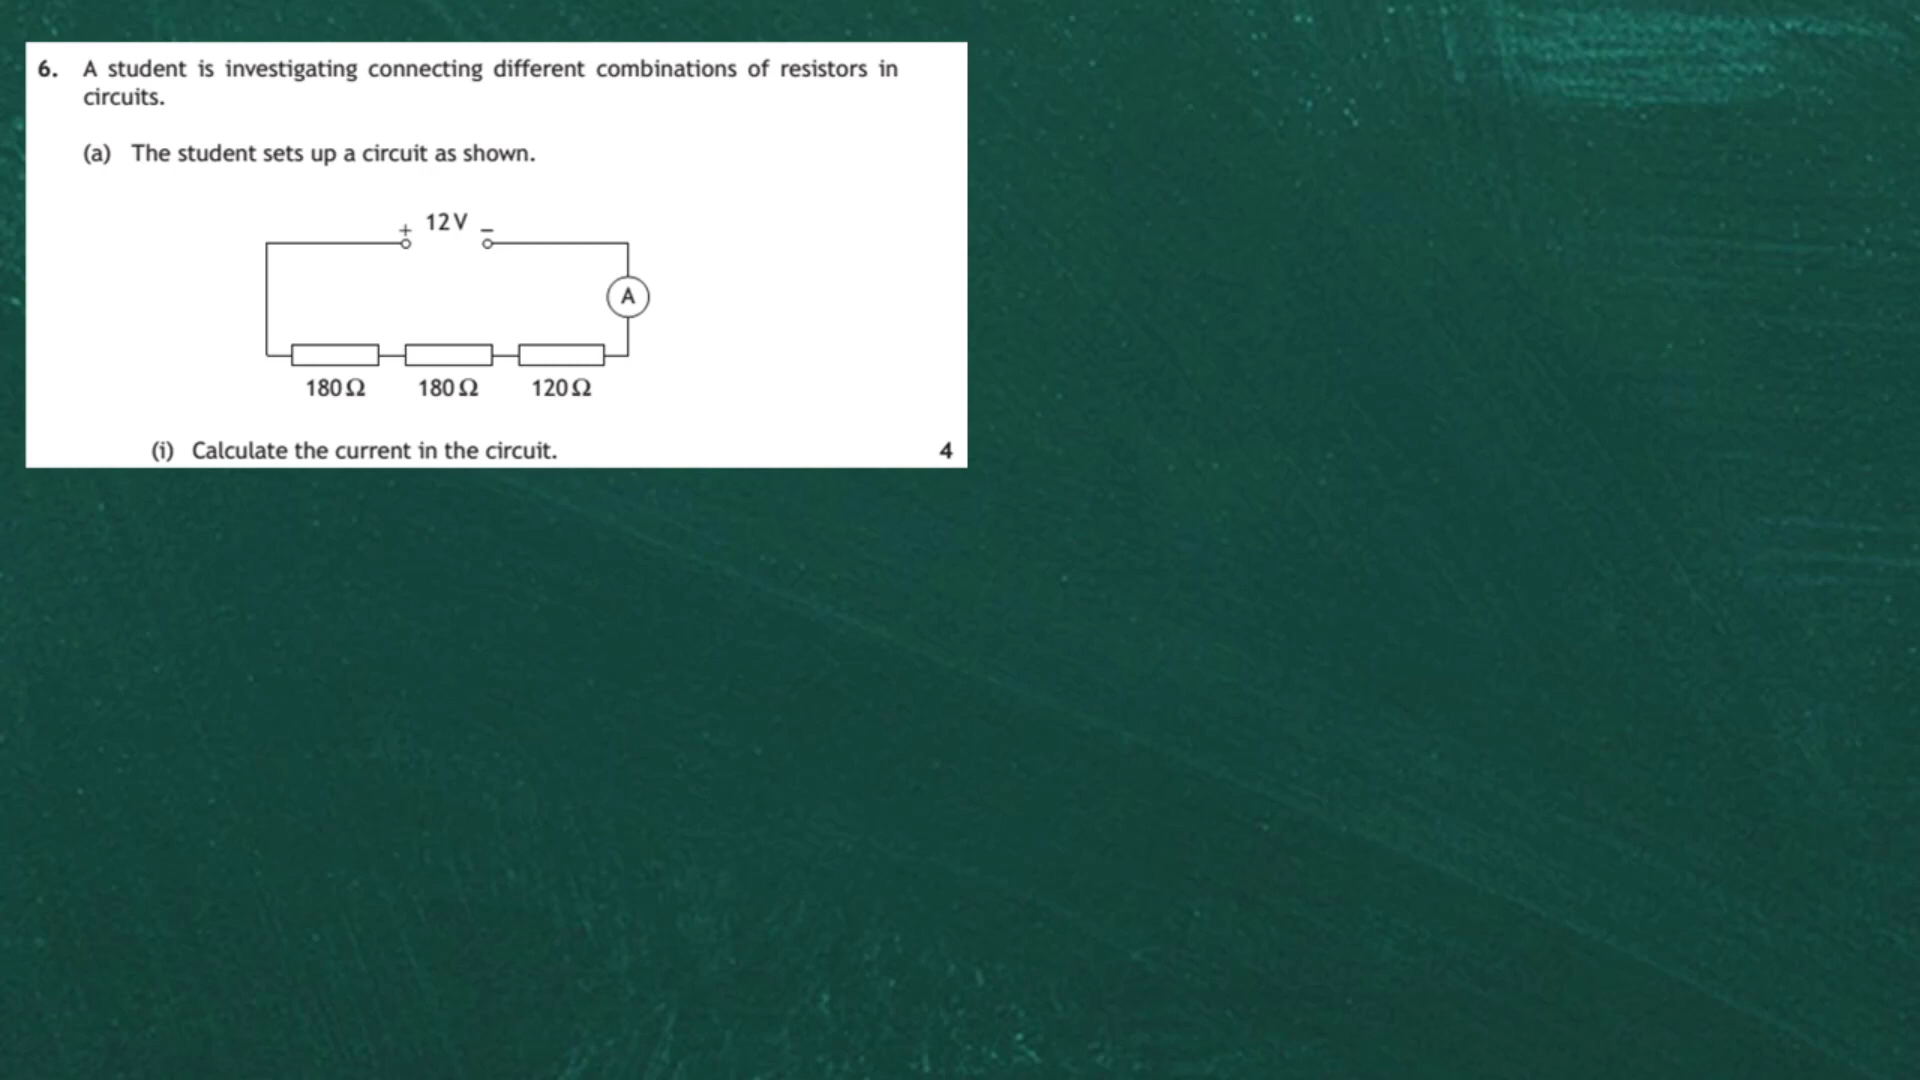 6. A student is investigating connecting different combinations of resistors in
circuits.
(a) The student sets up a circuit as shown.
+ 12 V –
A
180 Ω 180 Ω 120 Ω
(i) Calculate the current in the circuit. 4